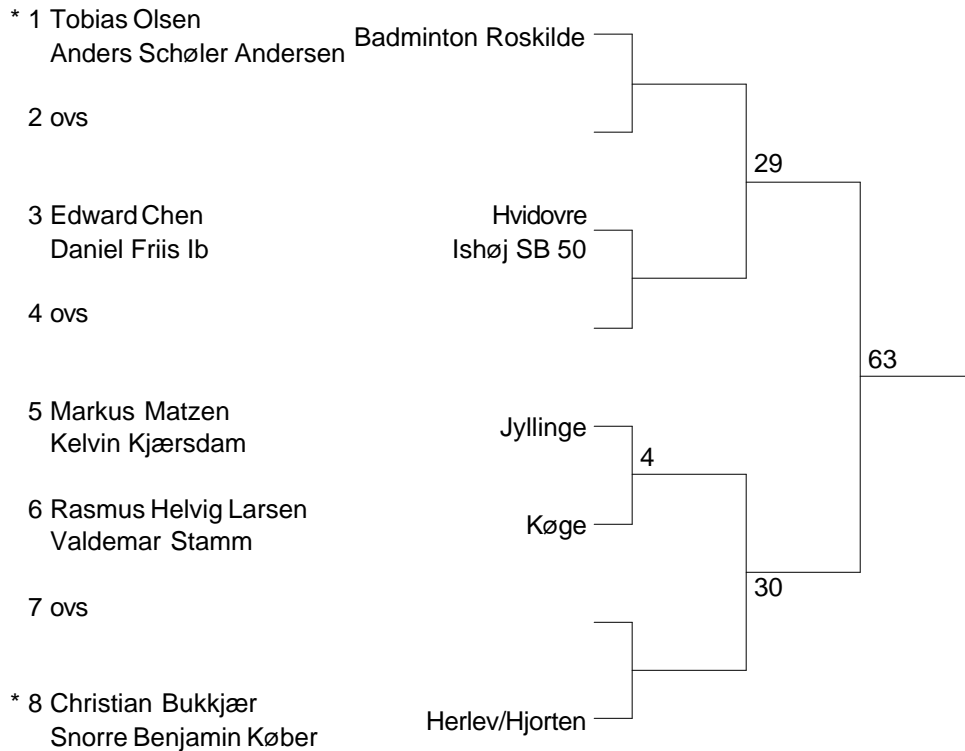 * 1 Tobias Olsen Badminton Roskilde
Anders Schøler Andersen
2 ovs
29
3 Edward Chen Hvidovre
Daniel Friis Ib Ishøj SB 50
4 ovs
63
5 Markus Matzen Jyllinge
Kelvin Kjærsdam
4
6 Rasmus Helvig Larsen Køge
Valdemar Stamm
30
7 ovs
* 8 Christian Bukkjær Herlev/Hjorten
Snorre Benjamin Køber